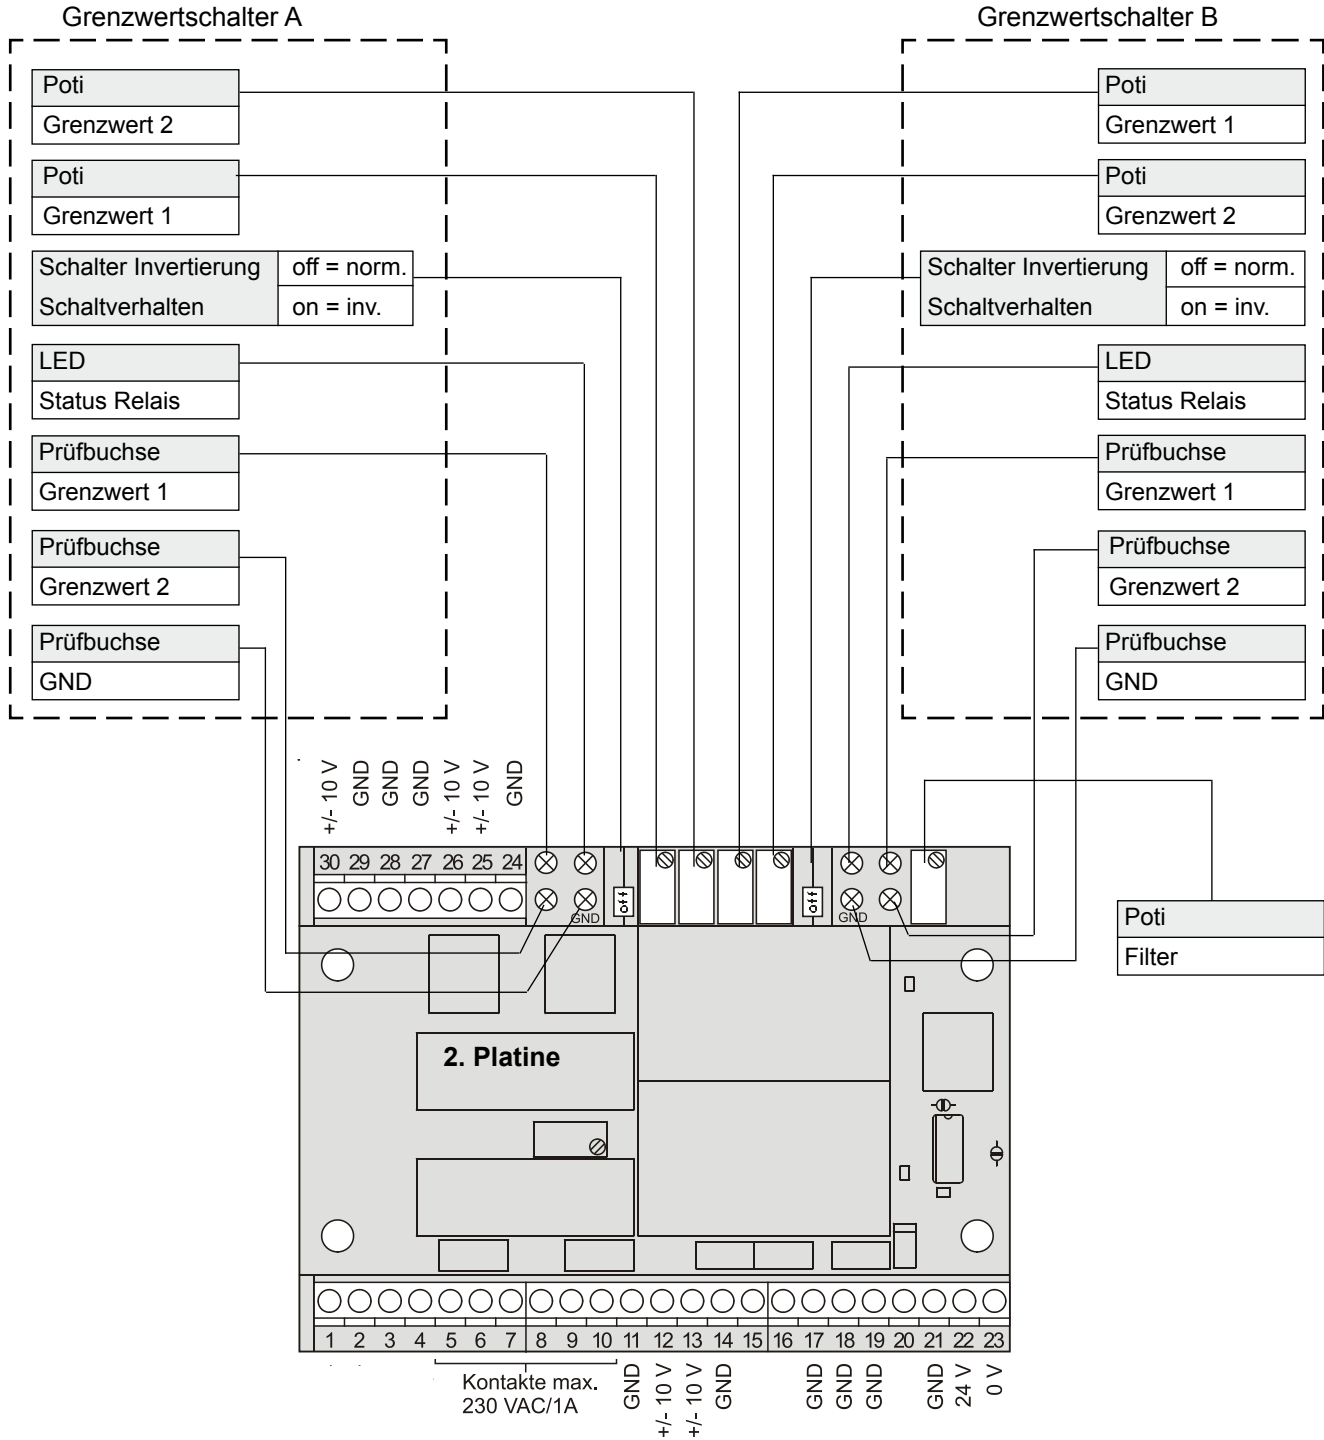 Grenzwertschalter A
Grenzwertschalter B
Poti
Grenzwert 2
Poti
Grenzwert 1
Schalter Invertierung
Schaltverhalten
off = norm.
on = inv.
LED
Status Relais
Prüfbuchse
Grenzwert 1
Prüfbuchse
Grenzwert 2
Prüfbuchse
GND
Poti
Grenzwert 1
Poti
Grenzwert 2
Schalter Invertierung
Schaltverhalten
off = norm.
on = inv.
LED
Status Relais
Prüfbuchse
Grenzwert 1
Prüfbuchse
Grenzwert 2
Prüfbuchse
GND
+/- 10 V
GND
GND
GND
+/- 10 V
+/- 10 V
GND
30 29 28 27 26 25 24
off
GND
off
GND
Poti
Filter
2. Platine
1 2 3 4 5 6 7 8 9 10 11 12 13 14 15 16 17 18 19 20 21 22 23
Kontakte max.
230 VAC/1A
GND
+/- 10 V
+/- 10 V
GND
GND
GND
GND
GND
24 V
0 V